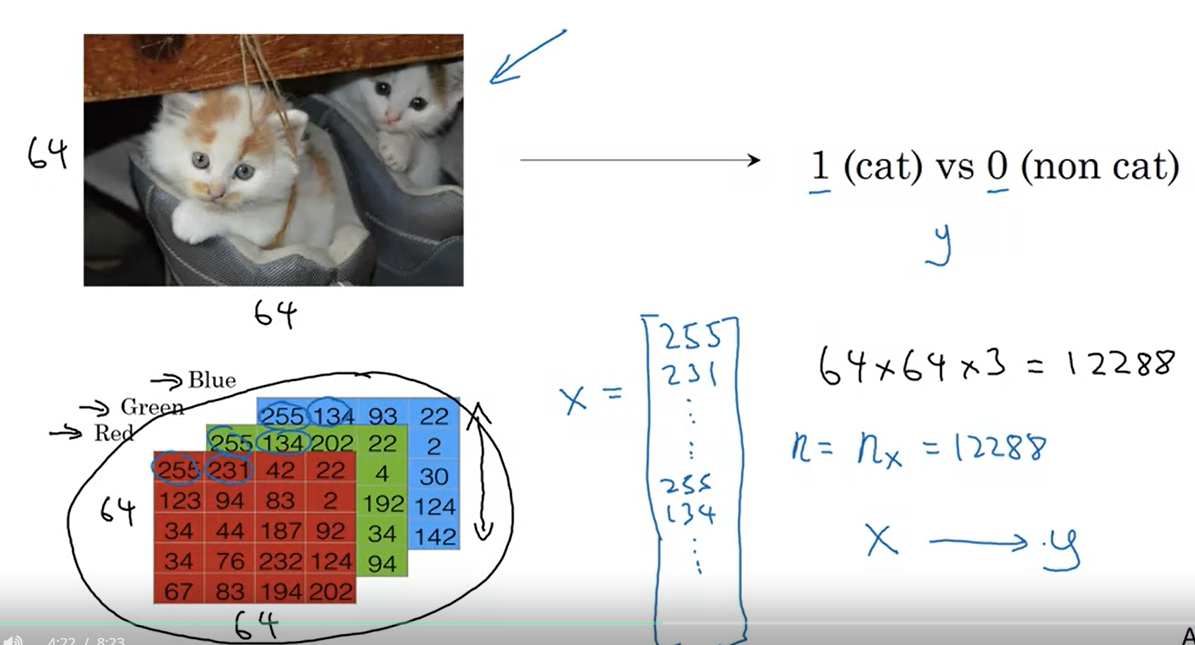 64
64
1 (cat) vs 0 (non cat)
y
→ Blue
→ Green
→ Red
255 134 93 22
255 134 202 22 2
255 231 42 22 4 30
123 94 83 2 192 124
34 44 187 92 34 142
34 76 232 124 94
67 83 194 202
64
64
x =
255
231
⋮
⋮
255
134
⋮
64×64×3 = 12288
n = nₓ = 12288
x → y
4:22 / 8:23
A